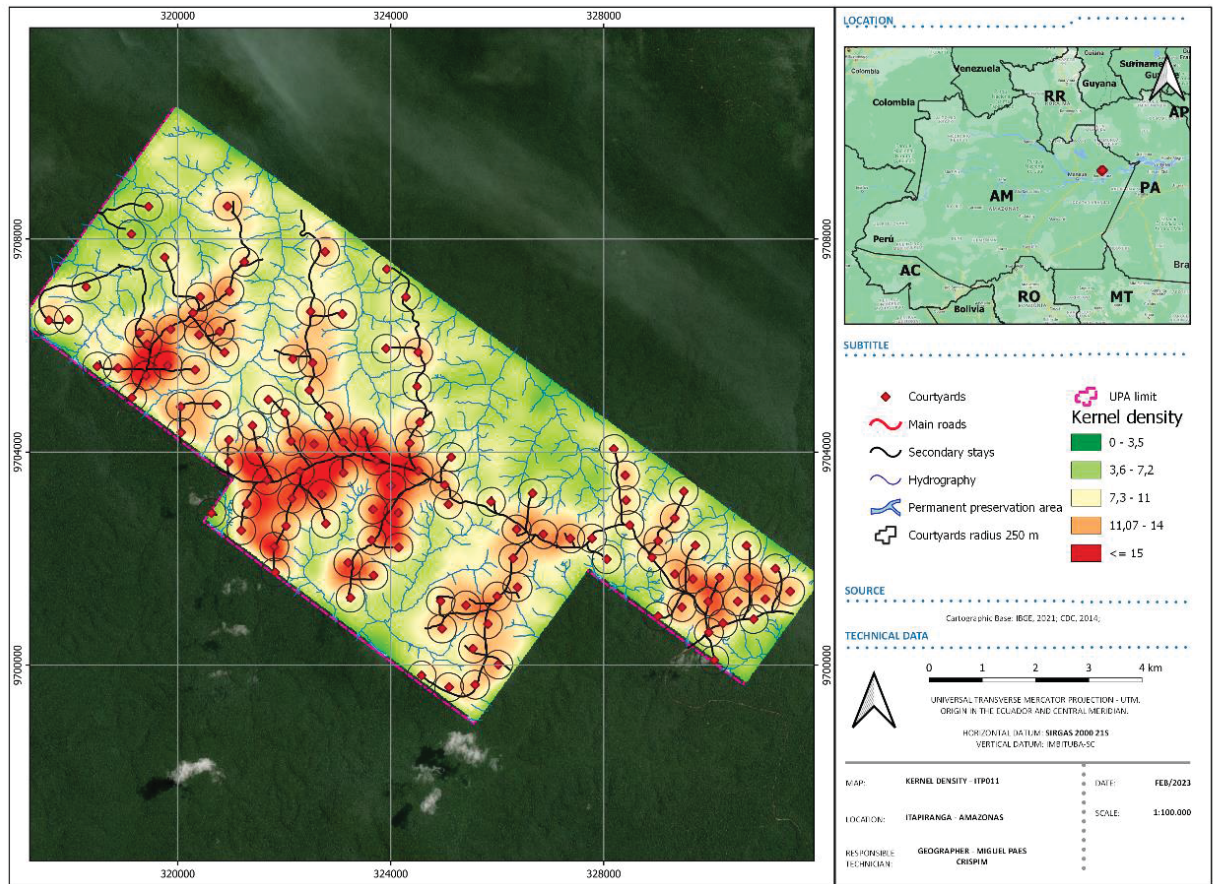 320000
324000
328000
9708000
9704000
9700000
9708000
9704000
9700000
320000
324000
328000
LOCATION
Colombia
Venezuela
Guyana
Suriname
Colombia
RR
AP
AM
PA
Perú
AC
Bolivia
RO
MT
Bra
SUBTITLE
Courtyards
Main roads
Secondary stays
Hydrography
Permanent preservation area
Courtyards radius 250 m
UPA limit
Kernel density
0 - 3,5
3,6 - 7,2
7,3 - 11
11,07 - 14
<= 15
SOURCE
Cartographic Base: IBGE, 2021; CDC, 2014;
TECHNICAL DATA
0 1 2 3 4 km
UNIVERSAL TRANSVERSE MERCATOR PROJECTION - UTM.
ORIGIN IN THE ECUADOR AND CENTRAL MERIDIAN.
HORIZONTAL DATUM: SIRGAS 2000 21S
VERTICAL DATUM: IMBITUBA-SC
MAP: KERNEL DENSITY - ITP011
DATE: FEB/2023
LOCATION: ITAPIRANGA - AMAZONAS
SCALE: 1:100.000
RESPONSIBLE TECHNICIAN: GEOGRAPHER - MIGUEL PAES CRISPIM